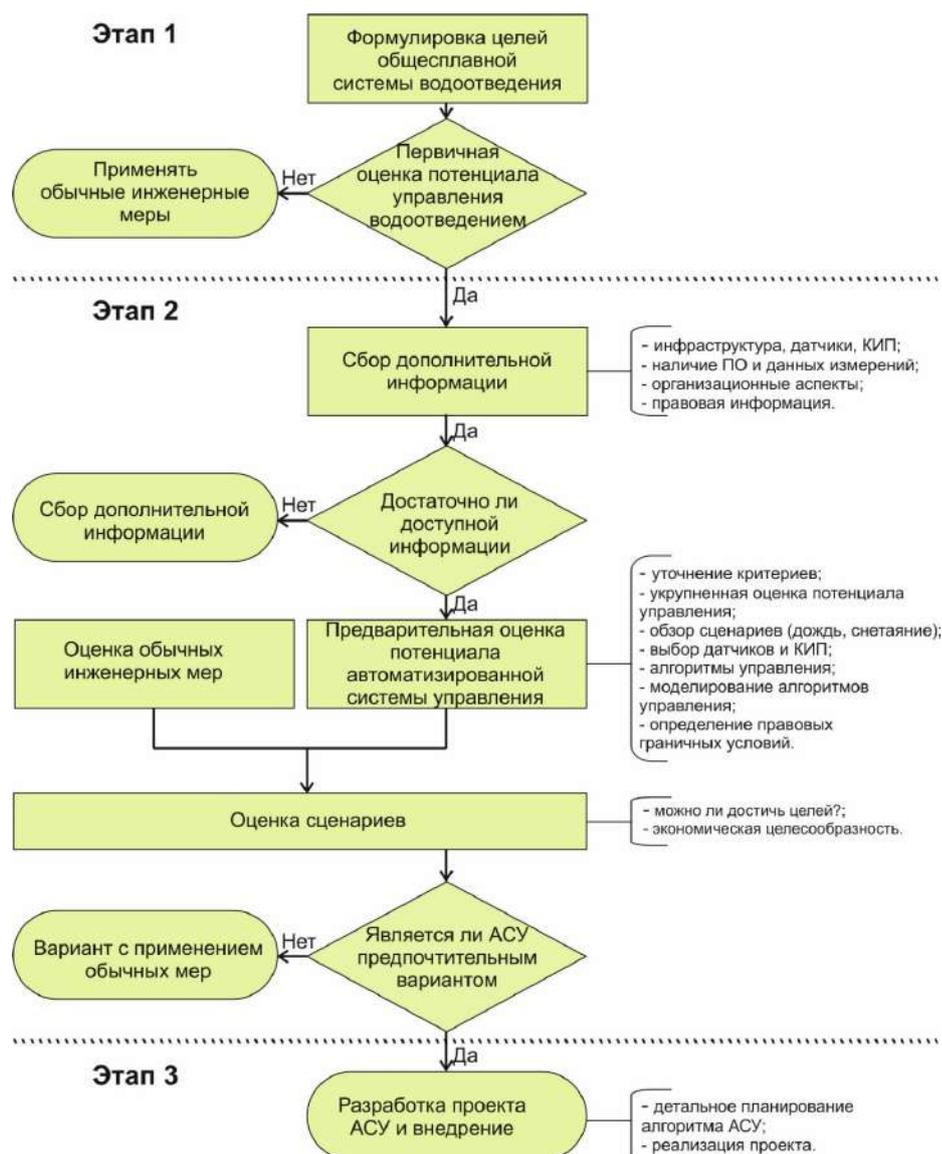 Этап 1
Формулировка целей
общесплавной
системы водоотведения
Первичная
оценка потенциала
управления
водоотведением
Нет
Применять
обычные инженерные
меры
Да
Этап 2
Сбор дополнительной
информации
- инфраструктура, датчики, КИП;
- наличие ПО и данных измерений;
- организационные аспекты;
- правовая информация.
Да
Достаточно ли
доступной
информации
Нет
Сбор дополнительной
информации
Да
Оценка обычных
инженерных мер
Предварительная оценка
потенциала
автоматизированной
системы управления
- уточнение критериев;
- укрупненная оценка потенциала
управления;
- обзор сценариев (дождь, снетаяние);
- выбор датчиков и КИП;
- алгоритмы управления;
- моделирование алгоритмов
управления;
- определение правовых
граничных условий.
Оценка сценариев
- можно ли достичь целей?;
- экономическая целесообразность.
Является ли АСУ
предпочтительным
вариантом
Нет
Вариант с применением
обычных мер
Да
Этап 3
Разработка проекта
АСУ и внедрение
- детальное планирование
алгоритма АСУ;
- реализация проекта.